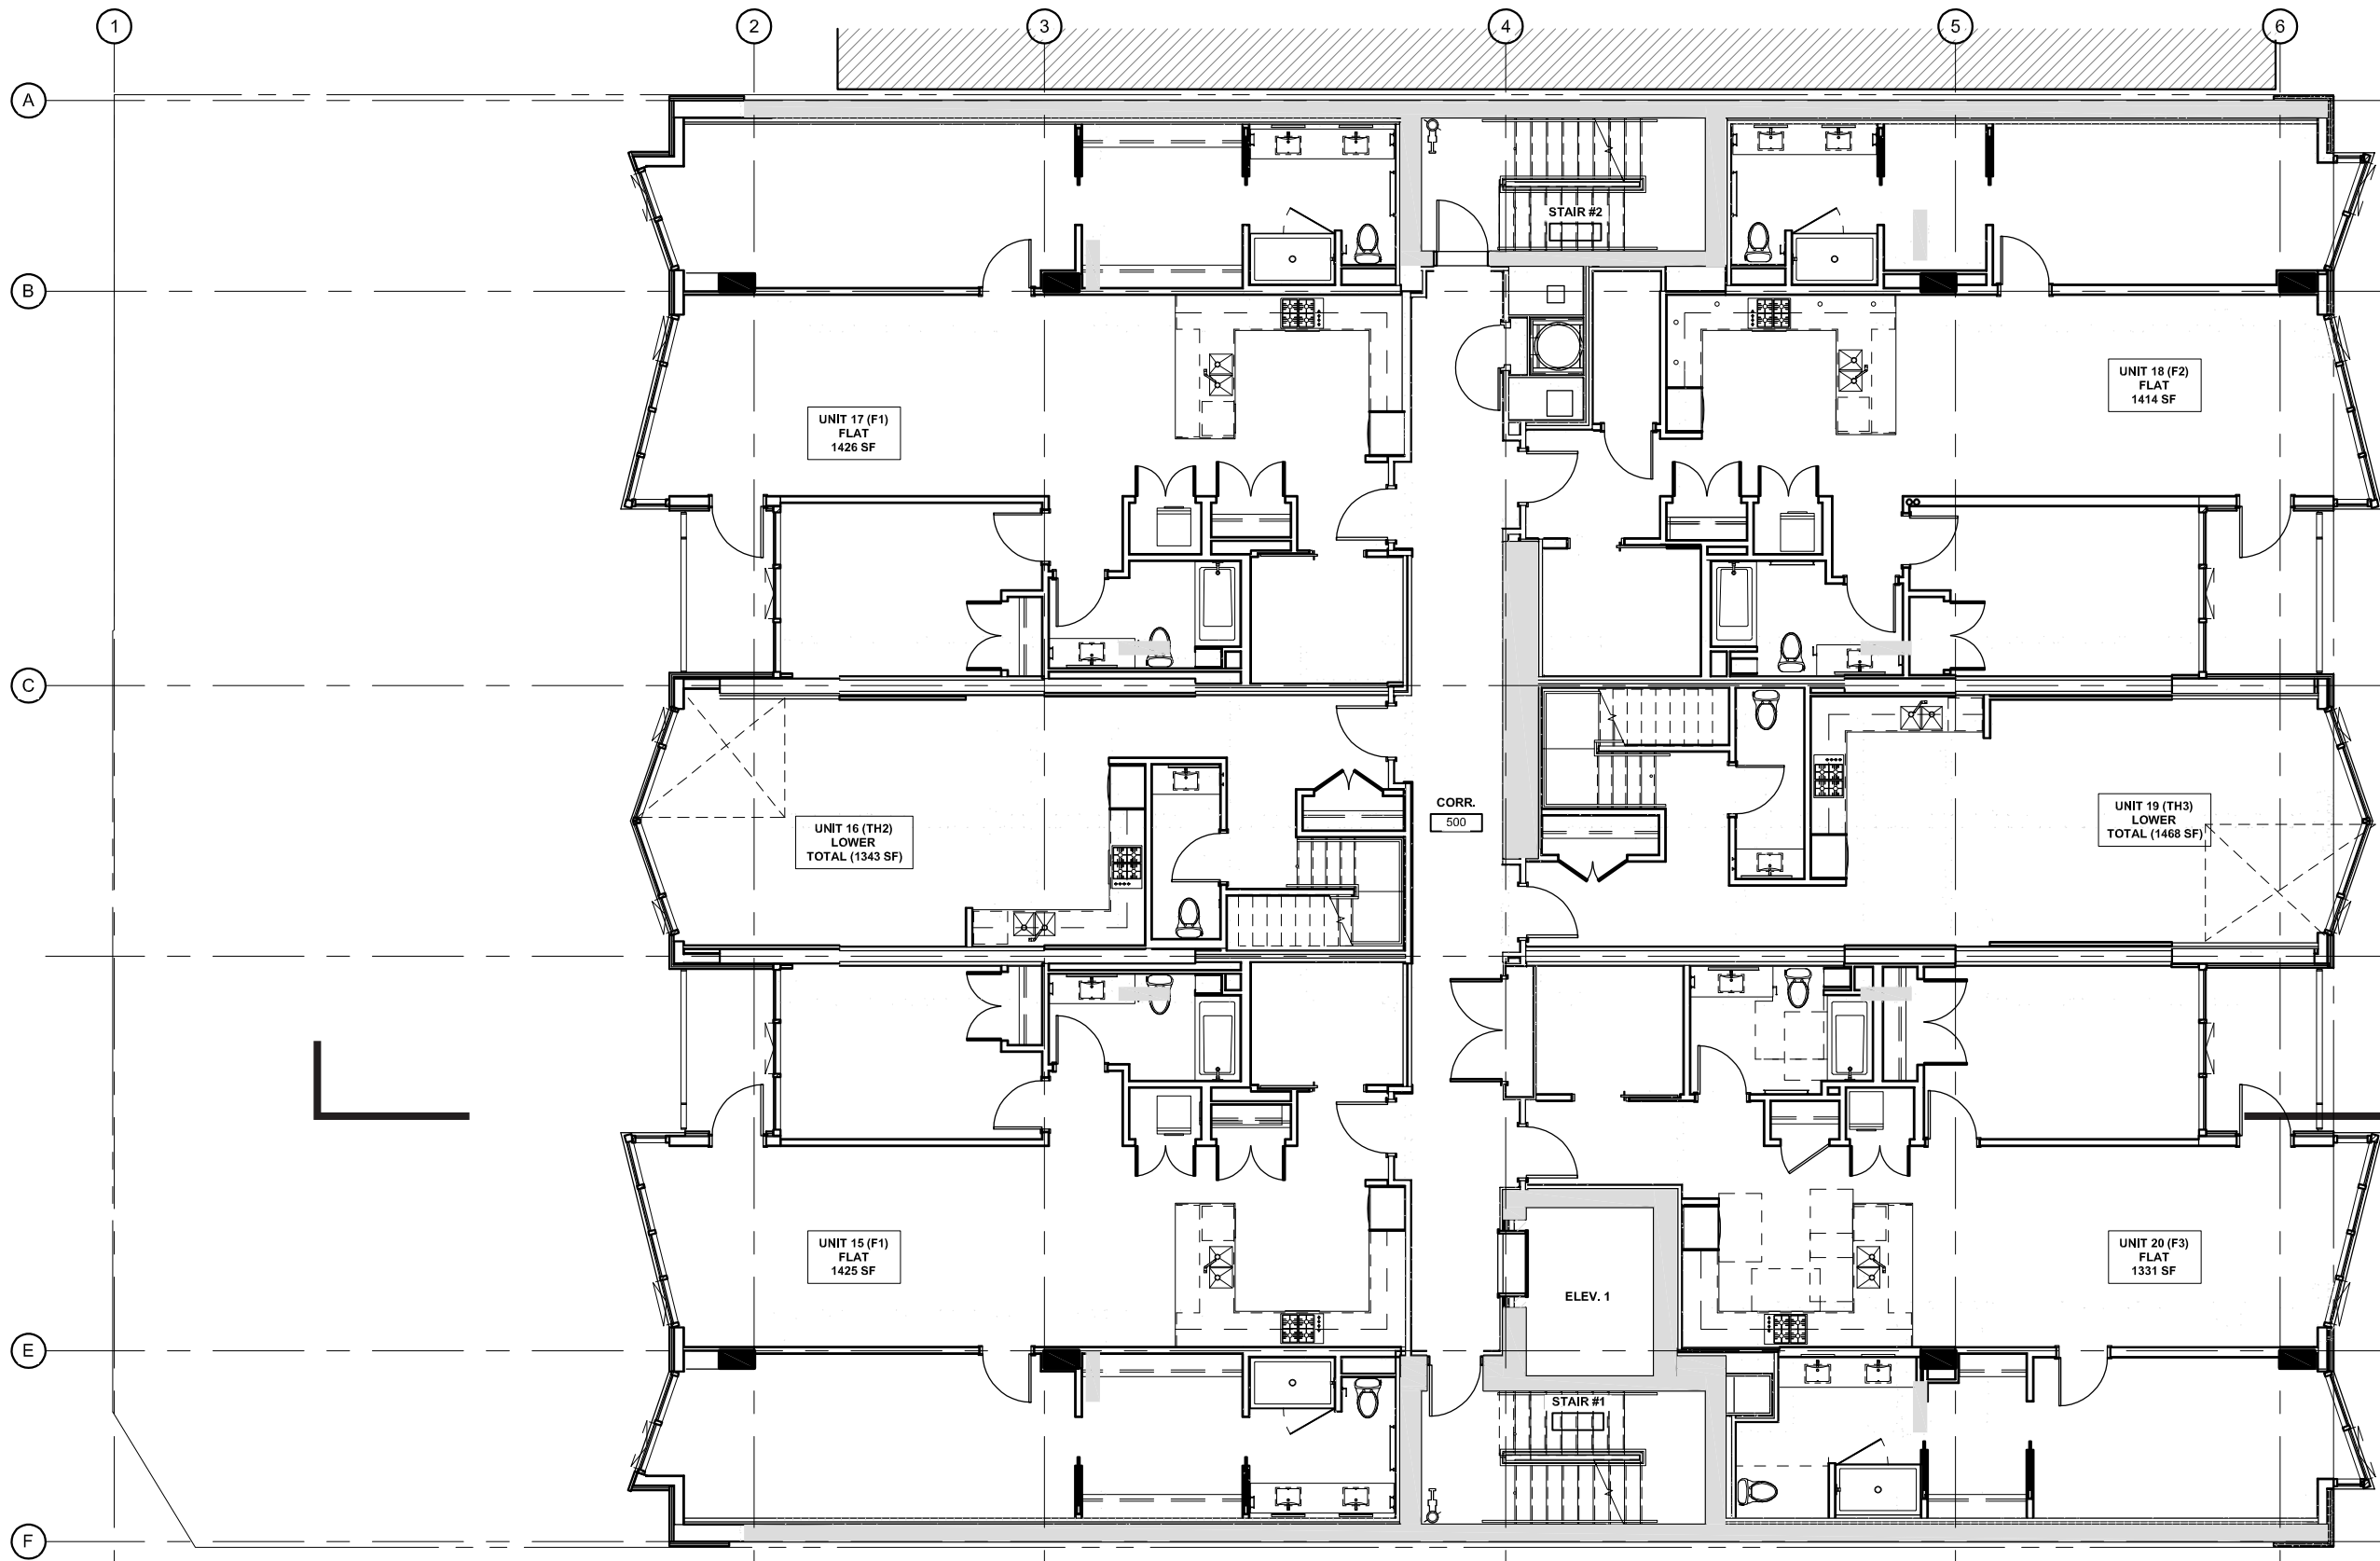 1
2
3
4
5
6
A
B
C
E
F
STAIR #2
UNIT 17 (F1)
FLAT
1426 SF
UNIT 18 (F2)
FLAT
1414 SF
UNIT 16 (TH2)
LOWER
TOTAL (1343 SF)
CORR.
500
UNIT 19 (TH3)
LOWER
TOTAL (1468 SF)
UNIT 15 (F1)
FLAT
1425 SF
ELEV. 1
UNIT 20 (F3)
FLAT
1331 SF
STAIR #1